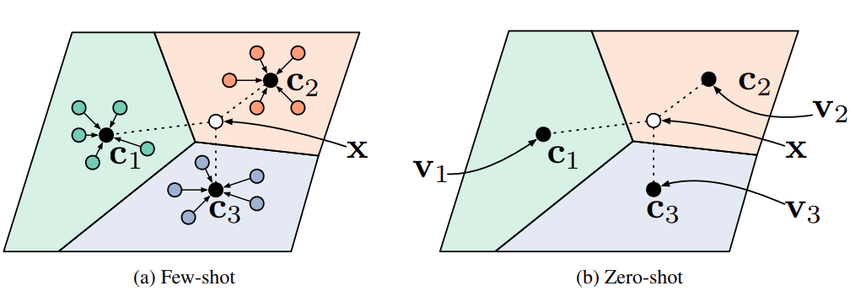 c₂
c₁
x
c₃
(a) Few-shot
c₂
v₂
c₁
x
v₁
c₃
v₃
(b) Zero-shot